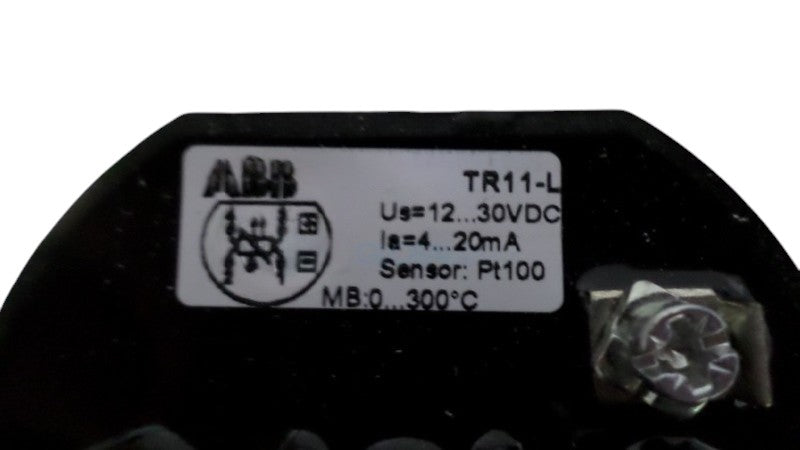 ABB
TR11-L
Us=12...30VDC
Ia=4...20mA
Sensor: Pt100
MB:0...300°C